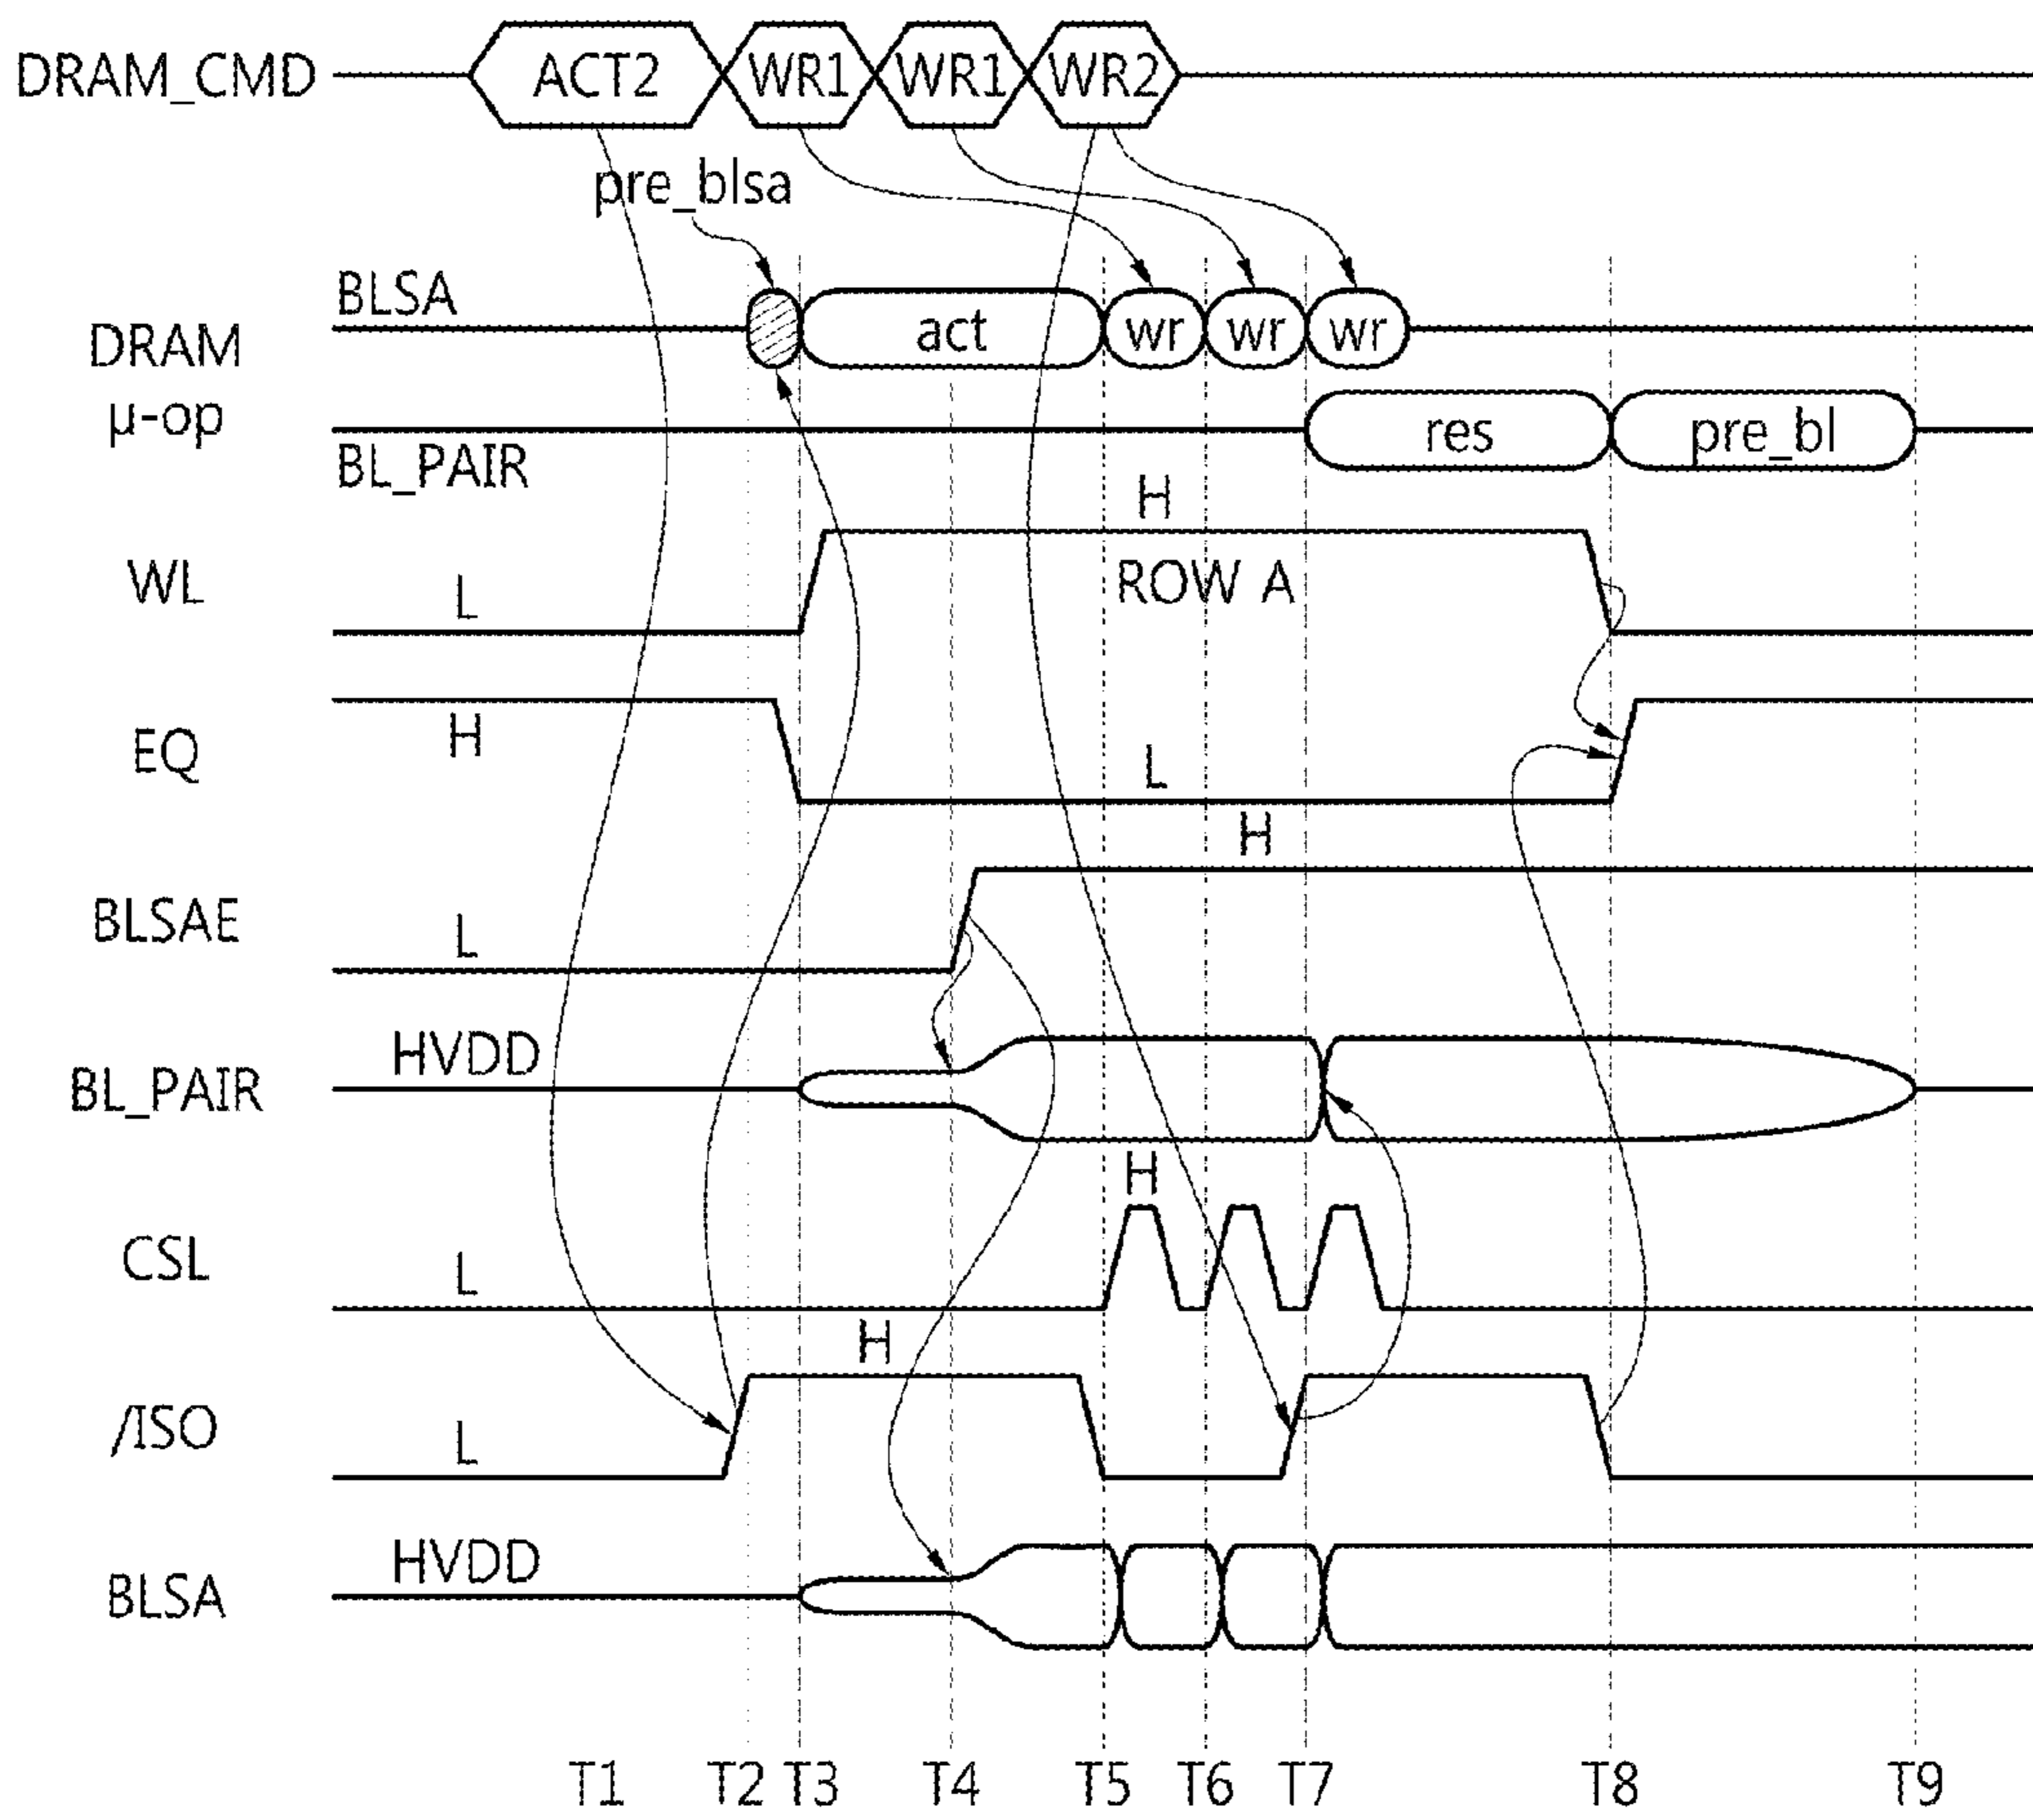 DRAM_CMD ACT2 WR1 WR1 WR2
pre_blsa
BLSA
DRAM act wr wr wr
μ-op res pre_bl
BL_PAIR
H
WL L ROW A
EQ H L
H
BLSAE L
HVDD
BL_PAIR
H
CSL L
H
/ISO L
HVDD
BLSA
T1 T2 T3 T4 T5 T6 T7 T8 T9